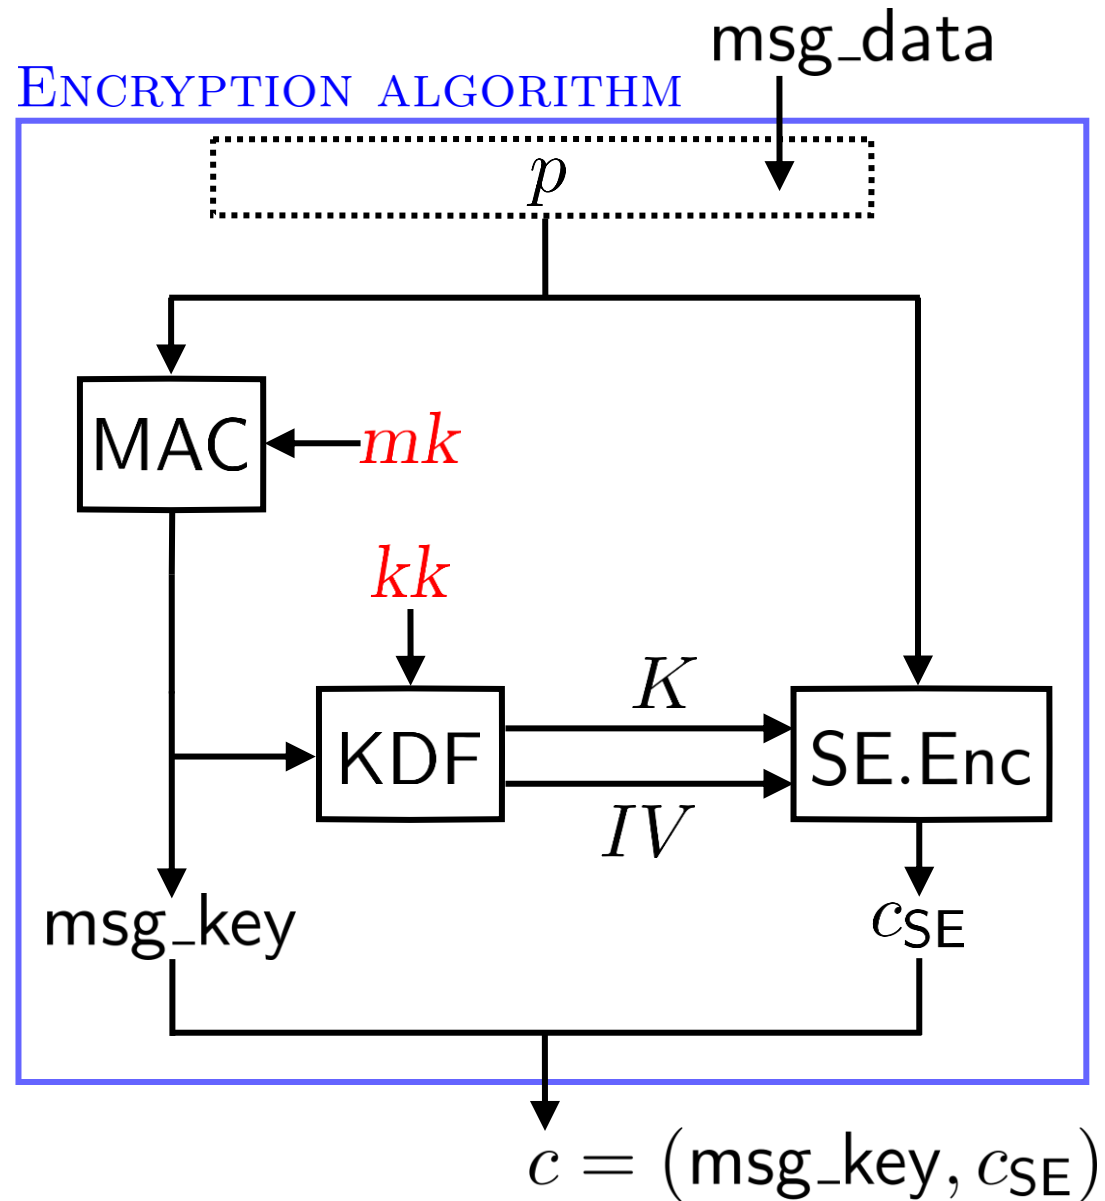 msg_data
ENCRYPTION ALGORITHM
p
MAC
mk
kk
K
KDF
SE.Enc
IV
msg_key
cSE
c = (msg_key, cSE)